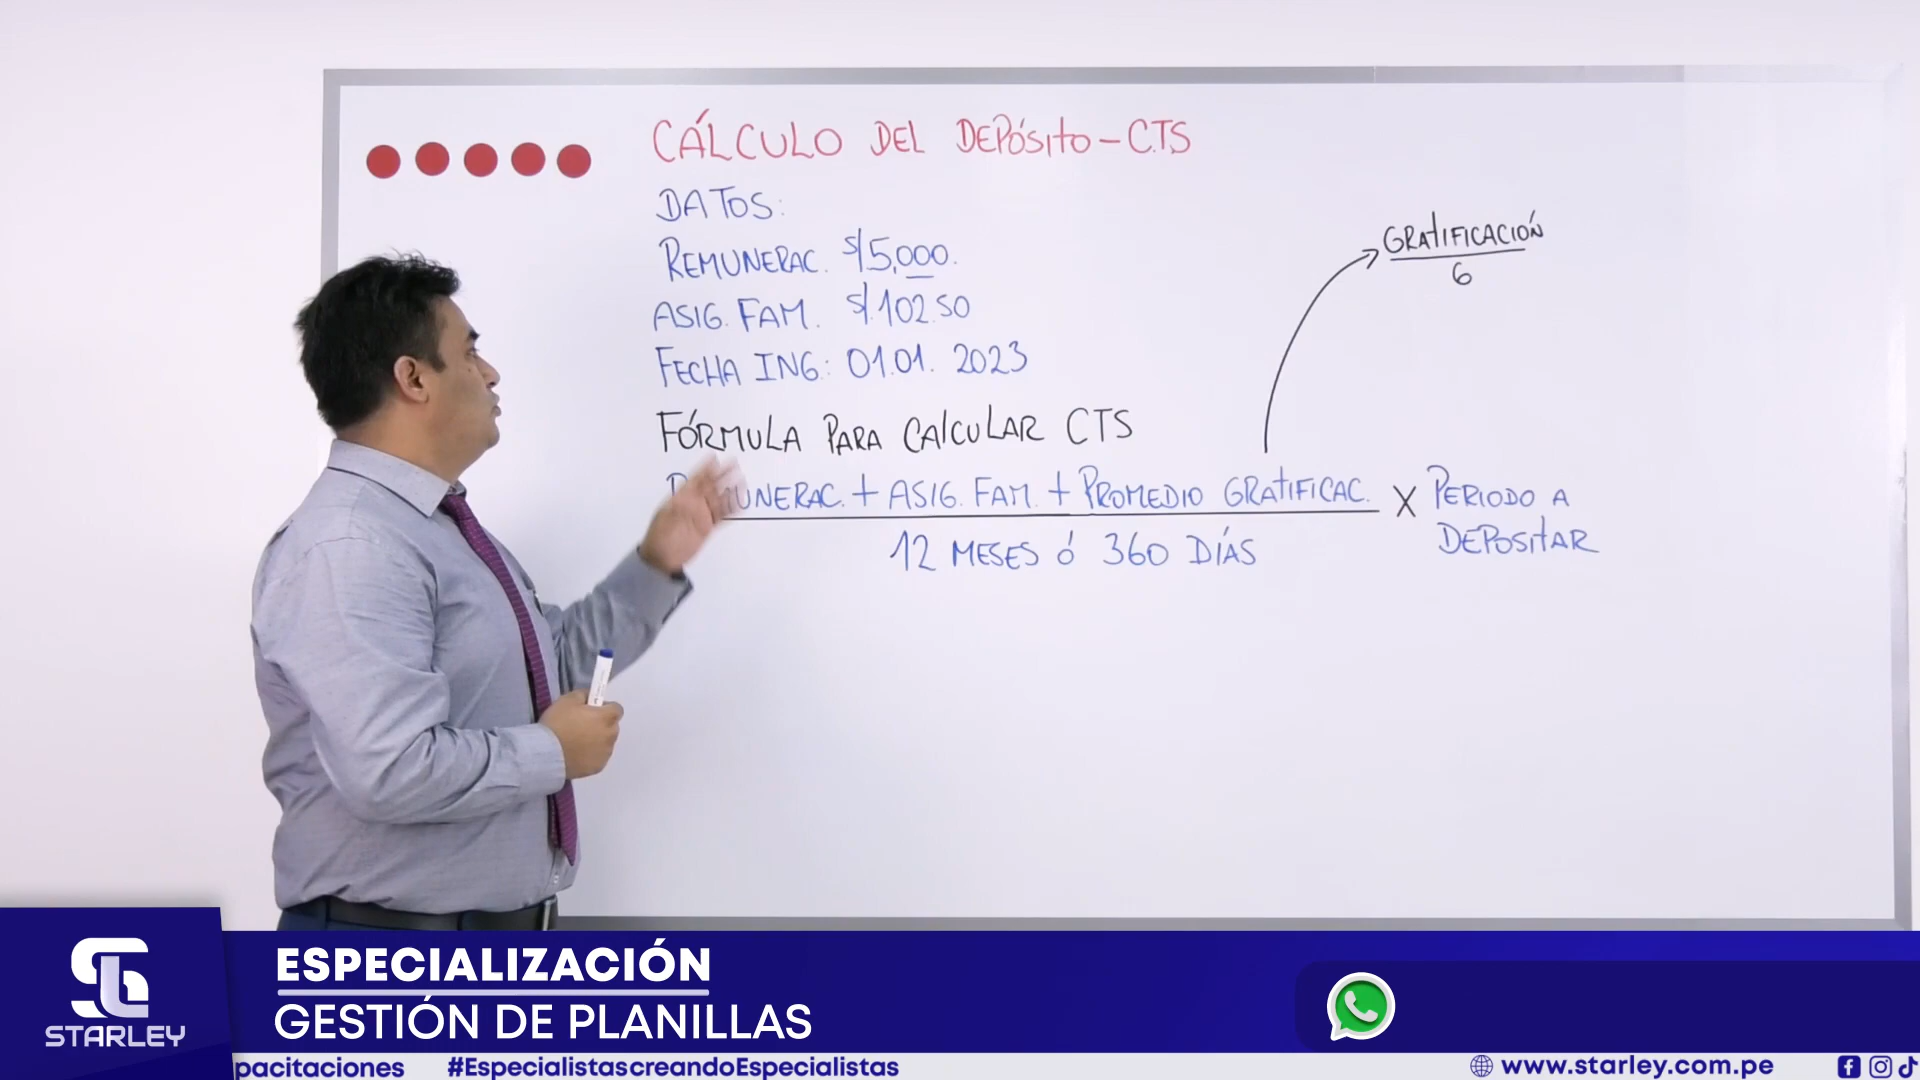 CÁLCULO DEL DEPÓSITO - CTS
DATOS:
REMUNERAC. S/5,000.
ASIG. FAM. S/.102.50
FECHA ING: 01.01.2023
GRATIFICACIÓN
6
FÓRMULA PARA CALCULAR CTS
REMUNERAC. + ASIG. FAM. + PROMEDIO GRATIFICAC. X PERIODO A DEPOSITAR
12 MESES Ó 360 DÍAS
ESPECIALIZACIÓN
GESTIÓN DE PLANILLAS
STARLEY
pacitaciones #EspecialistascreandoEspecialistas www.starley.com.pe